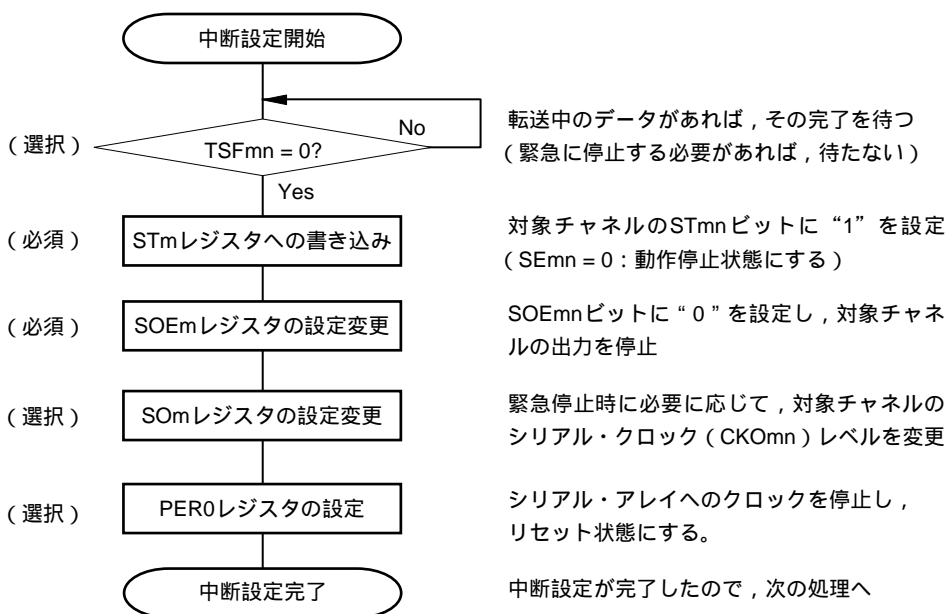 中断設定開始
(選択)
TSFmn = 0?
No
転送中のデータがあれば,その完了を待つ
(緊急に停止する必要があれば,待たない)
Yes
(必須)
STmレジスタへの書き込み
対象チャネルのSTmnビットに“1”を設定
(SEmn = 0:動作停止状態にする)
(必須)
SOEmレジスタの設定変更
SOEmnビットに“0”を設定し,対象チャネ
ルの出力を停止
(選択)
SOmレジスタの設定変更
緊急停止時に必要に応じて,対象チャネルの
シリアル・クロック(CKOmn)レベルを変更
(選択)
PER0レジスタの設定
シリアル・アレイへのクロックを停止し,
リセット状態にする。
中断設定完了
中断設定が完了したので,次の処理へ